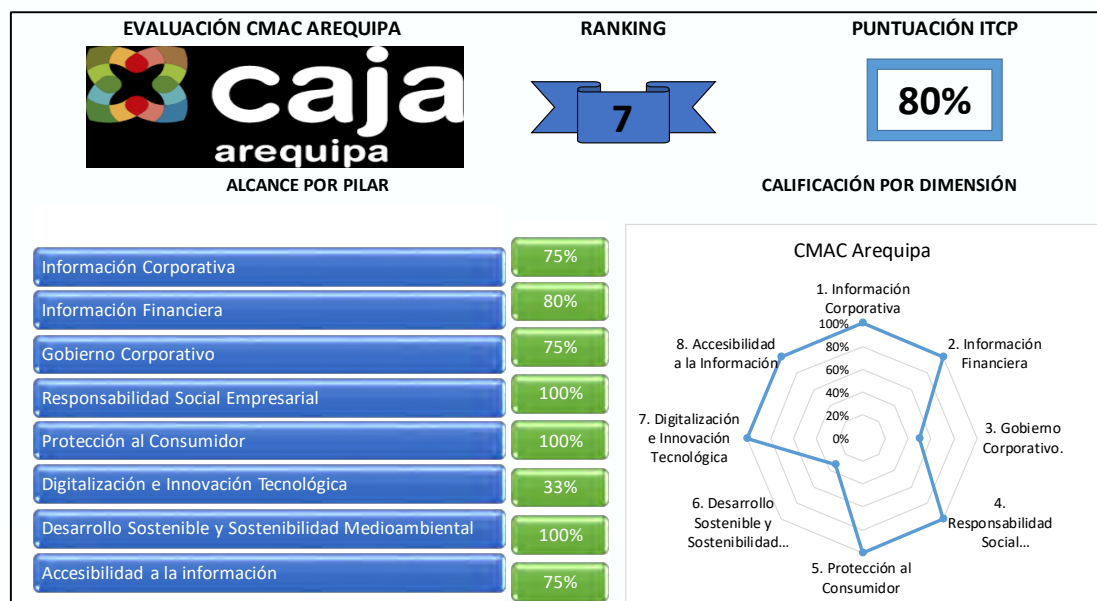 EVALUACIÓN CMAC AREQUIPA
RANKING
PUNTUACIÓN ITCP
caja
arequipa
7
80%
ALCANCE POR PILAR
CALIFICACIÓN POR DIMENSIÓN
Información Corporativa
75%
Información Financiera
80%
Gobierno Corporativo
75%
Responsabilidad Social Empresarial
100%
Protección al Consumidor
100%
Digitalización e Innovación Tecnológica
33%
Desarrollo Sostenible y Sostenibilidad Medioambiental
100%
Accesibilidad a la información
75%
CMAC Arequipa
1. Información
Corporativa
2. Información
Financiera
3. Gobierno
Corporativo.
4.
Responsabilidad
Social...
5. Protección al
Consumidor
6. Desarrollo
Sostenible y
Sostenibilidad...
7. Digitalización
e Innovación
Tecnológica
8. Accesibilidad
a la Información
100%
80%
60%
40%
20%
0%